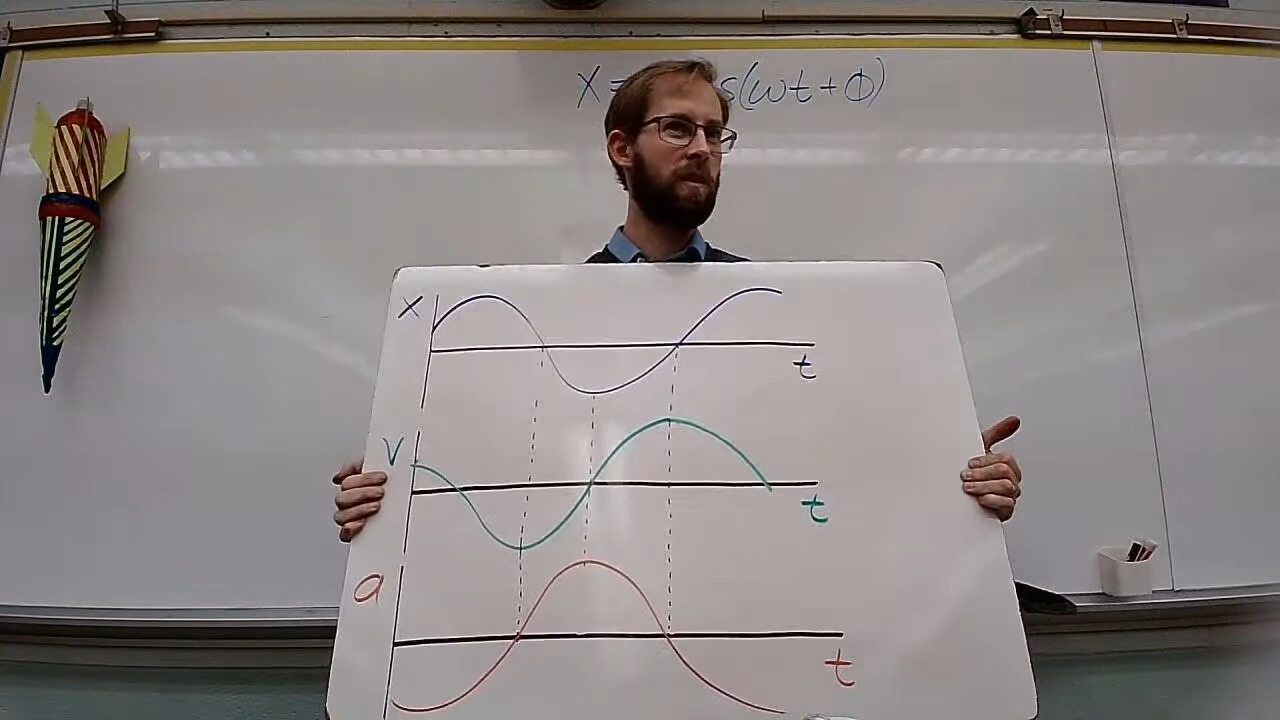 X = s(ωt + ϕ)
x
t
v
t
a
t